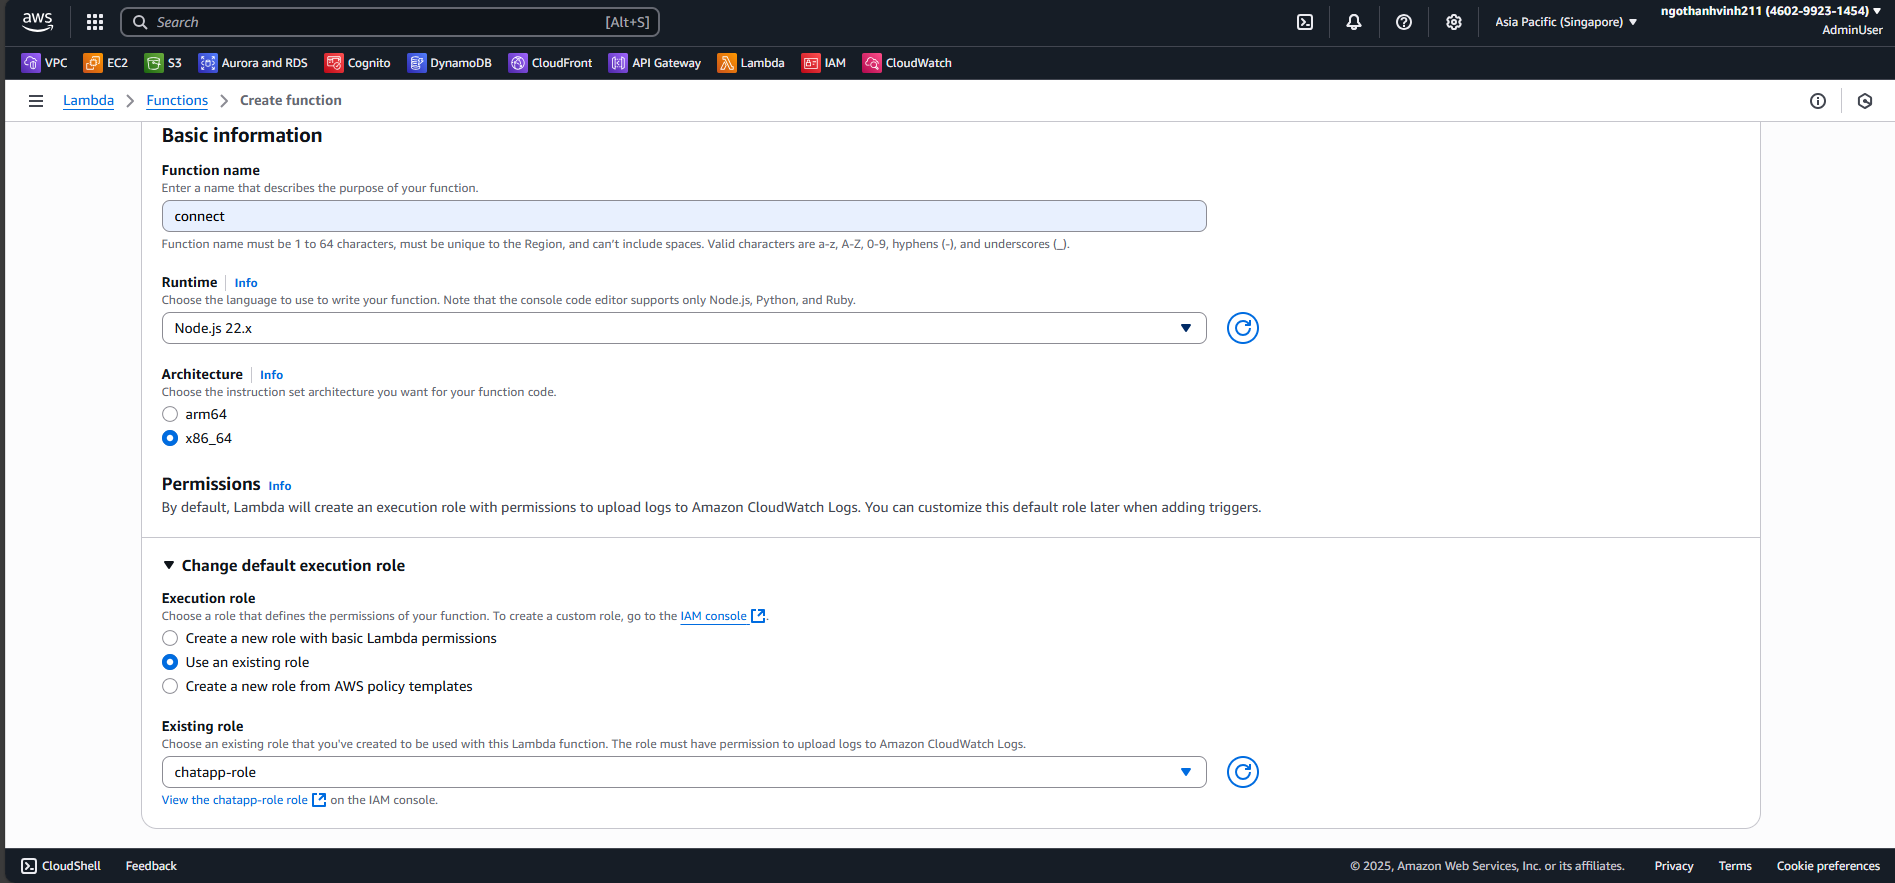 aws
Search
[Alt+S]
Asia Pacific (Singapore)
ngothanhvinh211 (4602-9923-1454)
AdminUser
VPC EC2 S3 Aurora and RDS Cognito DynamoDB CloudFront API Gateway Lambda IAM CloudWatch
Lambda
Functions
Create function
Basic information
Function name
Enter a name that describes the purpose of your function.
connect
Function name must be 1 to 64 characters, must be unique to the Region, and can't include spaces. Valid characters are a-z, A-Z, 0-9, hyphens (-), and underscores (_).
Runtime Info
Choose the language to use to write your function. Note that the console code editor supports only Node.js, Python, and Ruby.
Node.js 22.x
Architecture Info
Choose the instruction set architecture you want for your function code.
arm64
x86_64
Permissions Info
By default, Lambda will create an execution role with permissions to upload logs to Amazon CloudWatch Logs. You can customize this default role later when adding triggers.
Change default execution role
Execution role
Choose a role that defines the permissions of your function. To create a custom role, go to the IAM console.
Create a new role with basic Lambda permissions
Use an existing role
Create a new role from AWS policy templates
Existing role
Choose an existing role that you've created to be used with this Lambda function. The role must have permission to upload logs to Amazon CloudWatch Logs.
chatapp-role
View the chatapp-role role on the IAM console.
CloudShell Feedback © 2025, Amazon Web Services, Inc. or its affiliates. Privacy Terms Cookie preferences